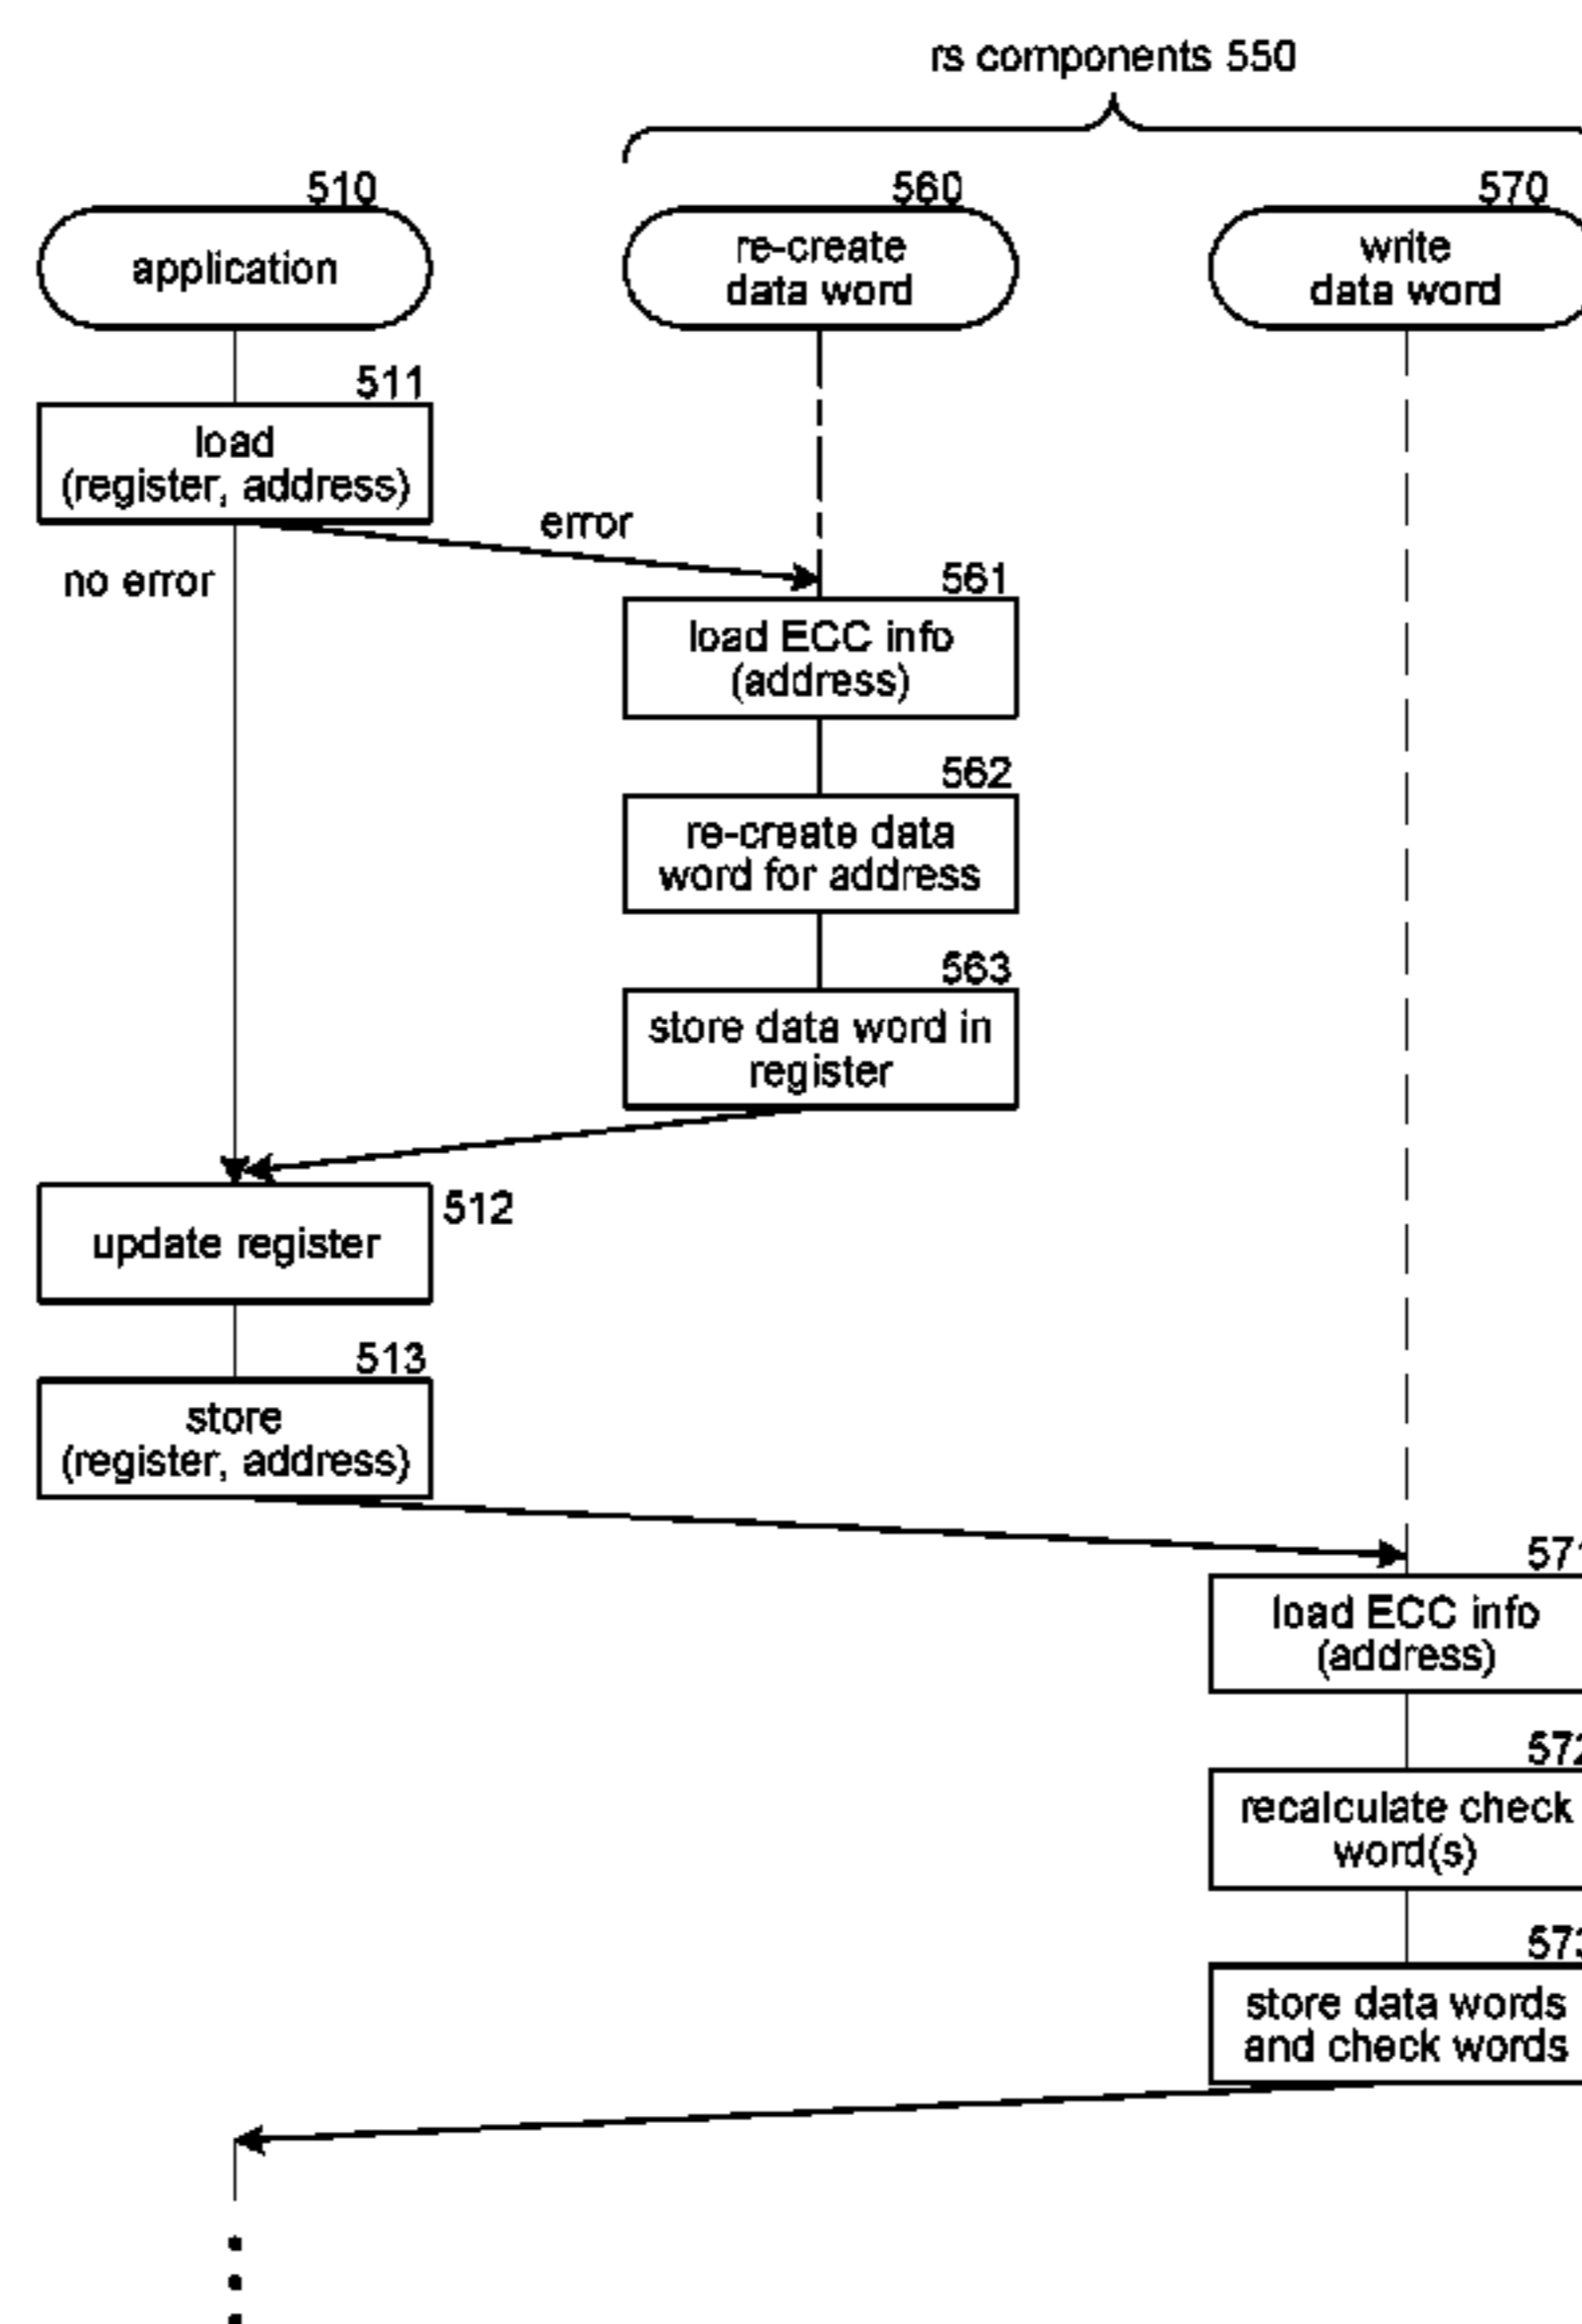 rs components 550
510
560
570
application
re-create
data word
write
data word
511
load
(register, address)
error
no error
561
load ECC info
(address)
562
re-create data
word for address
563
store data word in
register
512
update register
513
store
(register, address)
571
load ECC info
(address)
572
recalculate check
word(s)
573
store data words
and check words